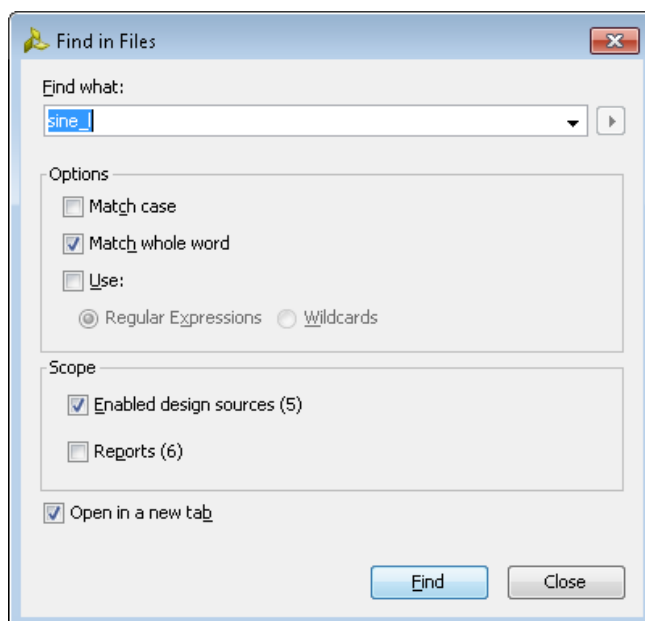 Find in Files
Find what:
sine_l
Options
Match case
Match whole word
Use:
Regular Expressions Wildcards
Scope
Enabled design sources (5)
Reports (6)
Open in a new tab
Find Close